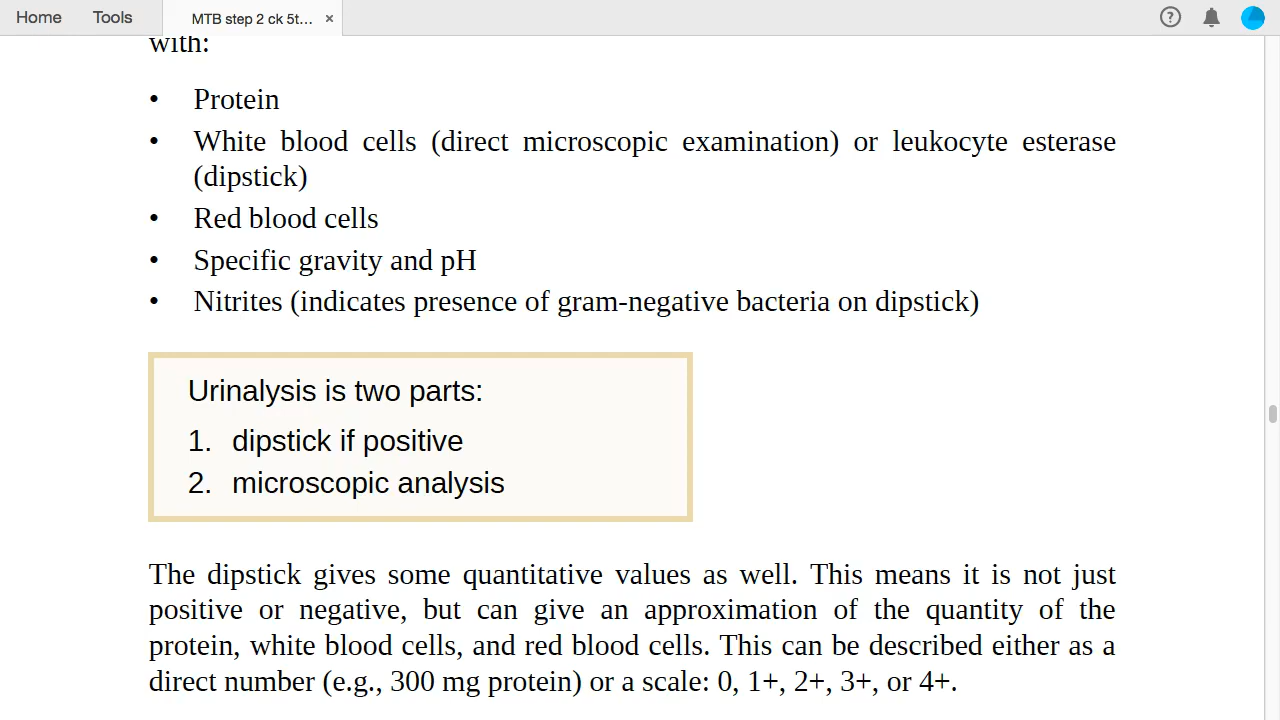 Home Tools MTB step 2 ck 5t... ×
with:
• Protein
• White blood cells (direct microscopic examination) or leukocyte esterase
(dipstick)
• Red blood cells
• Specific gravity and pH
• Nitrites (indicates presence of gram-negative bacteria on dipstick)
Urinalysis is two parts:
1. dipstick if positive
2. microscopic analysis
The dipstick gives some quantitative values as well. This means it is not just
positive or negative, but can give an approximation of the quantity of the
protein, white blood cells, and red blood cells. This can be described either as a
direct number (e.g., 300 mg protein) or a scale: 0, 1+, 2+, 3+, or 4+.